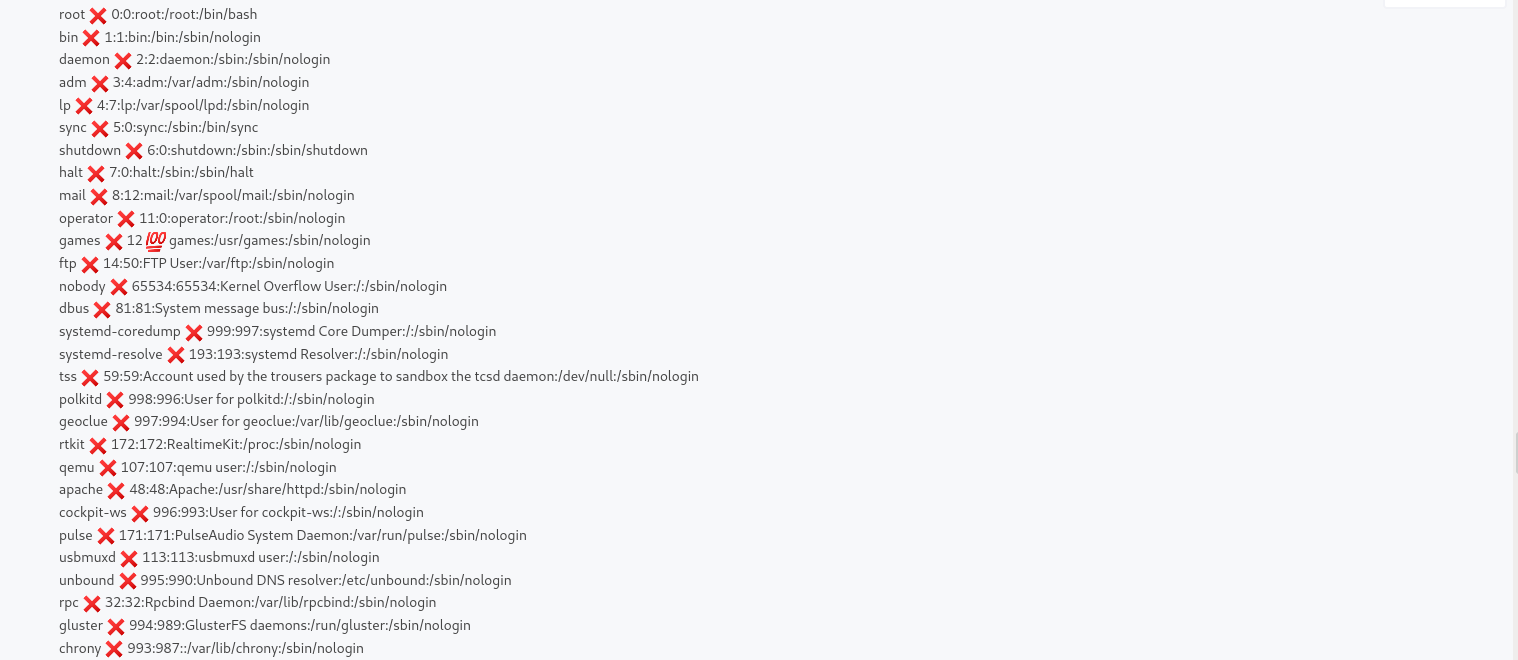 root ❌ 0:0:root:/root:/bin/bash
bin ❌ 1:1:bin:/bin:/sbin/nologin
daemon ❌ 2:2:daemon:/sbin:/sbin/nologin
adm ❌ 3:4:adm:/var/adm:/sbin/nologin
lp ❌ 4:7:lp:/var/spool/lpd:/sbin/nologin
sync ❌ 5:0:sync:/sbin:/bin/sync
shutdown ❌ 6:0:shutdown:/sbin:/sbin/shutdown
halt ❌ 7:0:halt:/sbin:/sbin/halt
mail ❌ 8:12:mail:/var/spool/mail:/sbin/nologin
operator ❌ 11:0:operator:/root:/sbin/nologin
games ❌ 12 💯 games:/usr/games:/sbin/nologin
ftp ❌ 14:50:FTP User:/var/ftp:/sbin/nologin
nobody ❌ 65534:65534:Kernel Overflow User:/:/sbin/nologin
dbus ❌ 81:81:System message bus:/:/sbin/nologin
systemd-coredump ❌ 999:997:systemd Core Dumper:/:/sbin/nologin
systemd-resolve ❌ 193:193:systemd Resolver:/:/sbin/nologin
tss ❌ 59:59:Account used by the trousers package to sandbox the tcsd daemon:/dev/null:/sbin/nologin
polkitd ❌ 998:996:User for polkitd:/:/sbin/nologin
geoclue ❌ 997:994:User for geoclue:/var/lib/geoclue:/sbin/nologin
rtkit ❌ 172:172:RealtimeKit:/proc:/sbin/nologin
qemu ❌ 107:107:qemu user:/:/sbin/nologin
apache ❌ 48:48:Apache:/usr/share/httpd:/sbin/nologin
cockpit-ws ❌ 996:993:User for cockpit-ws:/:/sbin/nologin
pulse ❌ 171:171:PulseAudio System Daemon:/var/run/pulse:/sbin/nologin
usbmuxd ❌ 113:113:usbmuxd user:/:/sbin/nologin
unbound ❌ 995:990:Unbound DNS resolver:/etc/unbound:/sbin/nologin
rpc ❌ 32:32:Rpcbind Daemon:/var/lib/rpcbind:/sbin/nologin
gluster ❌ 994:989:GlusterFS daemons:/run/gluster:/sbin/nologin
chrony ❌ 993:987::/var/lib/chrony:/sbin/nologin